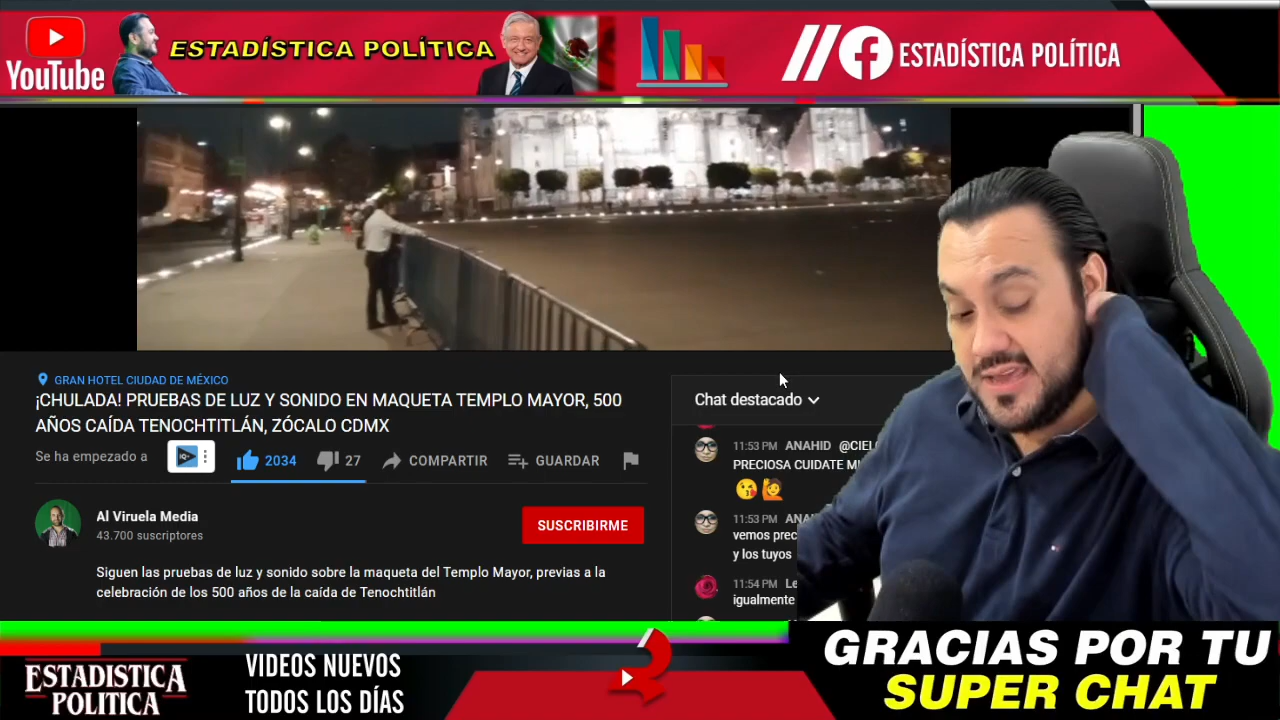 YouTube
ESTADÍSTICA POLÍTICA
ESTADÍSTICA POLÍTICA
GRAN HOTEL CIUDAD DE MÉXICO
¡CHULADA! PRUEBAS DE LUZ Y SONIDO EN MAQUETA TEMPLO MAYOR, 500
AÑOS CAÍDA TENOCHTITLÁN, ZÓCALO CDMX
Se ha empezado a
2034
27
COMPARTIR
GUARDAR
Al Viruela Media
43.700 suscriptores
SUSCRIBIRME
Siguen las pruebas de luz y sonido sobre la maqueta del Templo Mayor, previas a la
celebración de los 500 años de la caída de Tenochtitlán
Chat destacado
11:53 PM ANAHID
PRECIOSA CUIDATE
11:53 PM
vemos
y los tuyos
11:54 PM
igualmente
ESTADISTICA
POLITICA
VIDEOS NUEVOS
TODOS LOS DÍAS
GRACIAS POR TU
SUPER CHAT